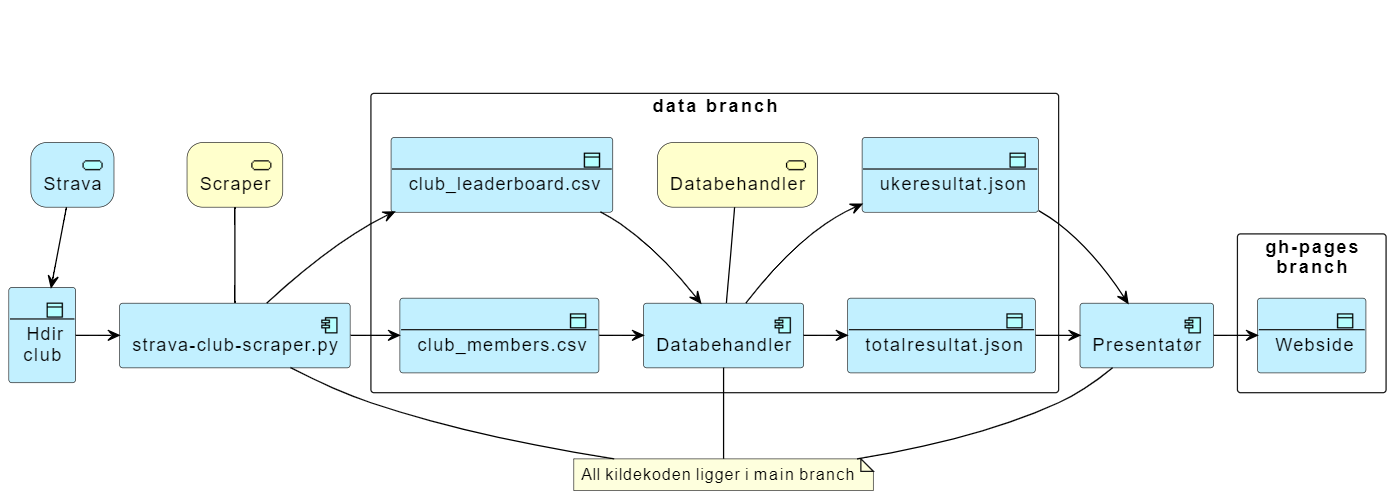 data branch
Strava
Scraper
club_leaderboard.csv
Databehandler
ukeresultat.json
gh-pages
branch
Hdir
club
strava-club-scraper.py
club_members.csv
Databehandler
totalresultat.json
Presentatør
Webside
All kildekoden ligger i main branch